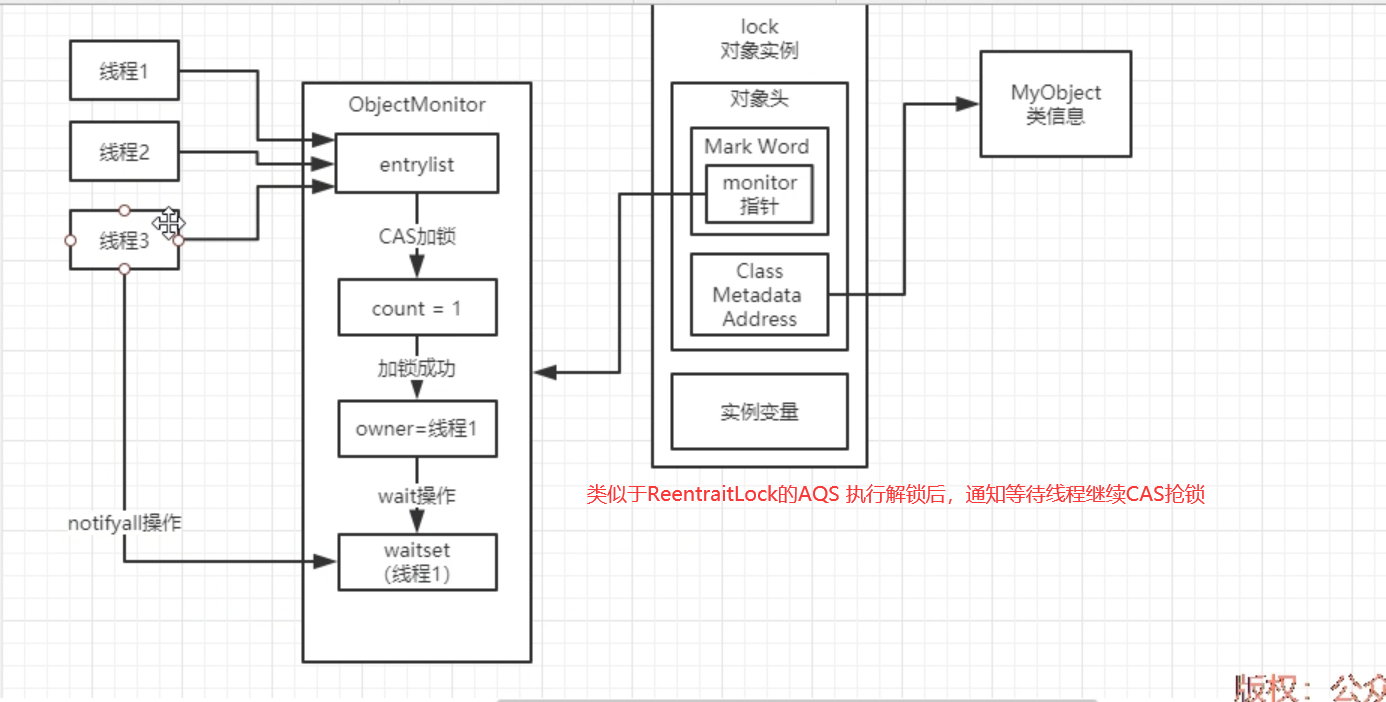 线程1
线程2
线程3
notifyall操作
ObjectMonitor
entrylist
CAS加锁
count = 1
加锁成功
owner=线程1
wait操作
waitset
(线程1)
lock
对象实例
对象头
Mark Word
monitor
指针
Class
Metadata
Address
实例变量
MyObject
类信息
类似于ReentraitLock的AQS 执行解锁后，通知等待线程继续CAS抢锁
版权：公众